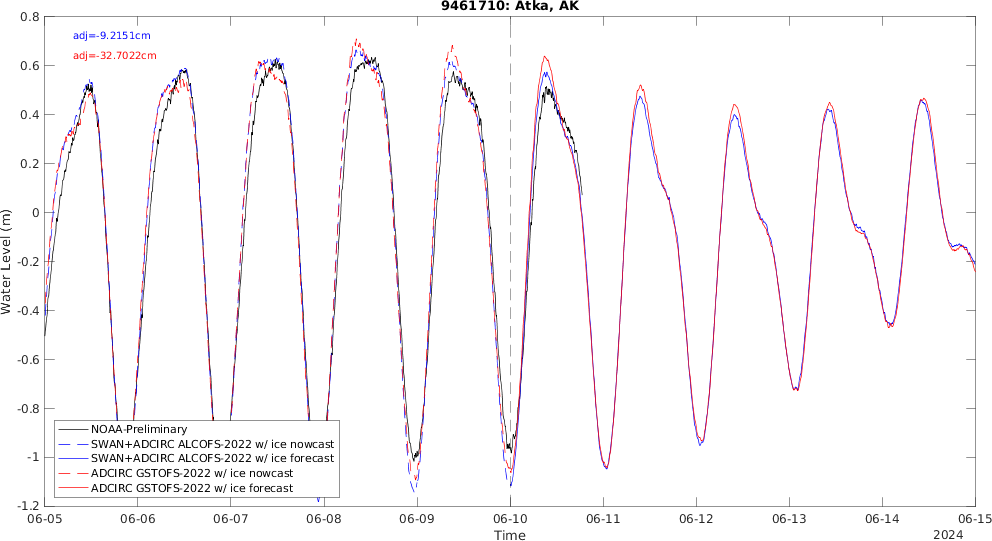 9461710: Atka, AK
adj=-9.2151cm
adj=-32.7022cm
0.8
0.6
0.4
0.2
0
-0.2
-0.4
-0.6
-0.8
-1
-1.2
Water Level (m)
NOAA-Preliminary
SWAN+ADCIRC ALCOFS-2022 w/ ice nowcast
SWAN+ADCIRC ALCOFS-2022 w/ ice forecast
ADCIRC GSTOFS-2022 w/ ice nowcast
ADCIRC GSTOFS-2022 w/ ice forecast
06-05 06-06 06-07 06-08 06-09 06-10 06-11 06-12 06-13 06-14 06-15
Time
2024